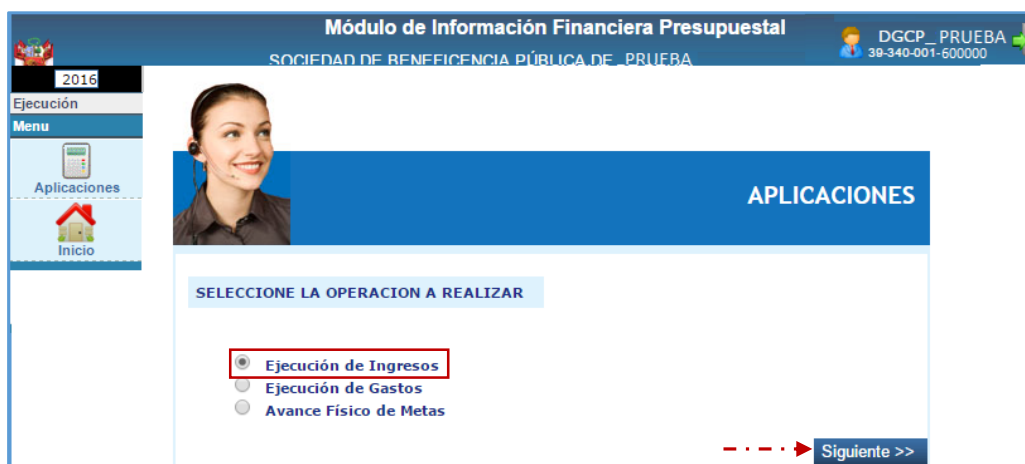 Módulo de Información Financiera Presupuestal
SOCIEDAD DE BENEFICENCIA PÚBLICA DE _PRUEBA
DGCP_ PRUEBA
39-340-001-600000
2016
Ejecución
Menu
Aplicaciones
Inicio
APLICACIONES
SELECCIONE LA OPERACION A REALIZAR
Ejecución de Ingresos
Ejecución de Gastos
Avance Físico de Metas
Siguiente >>